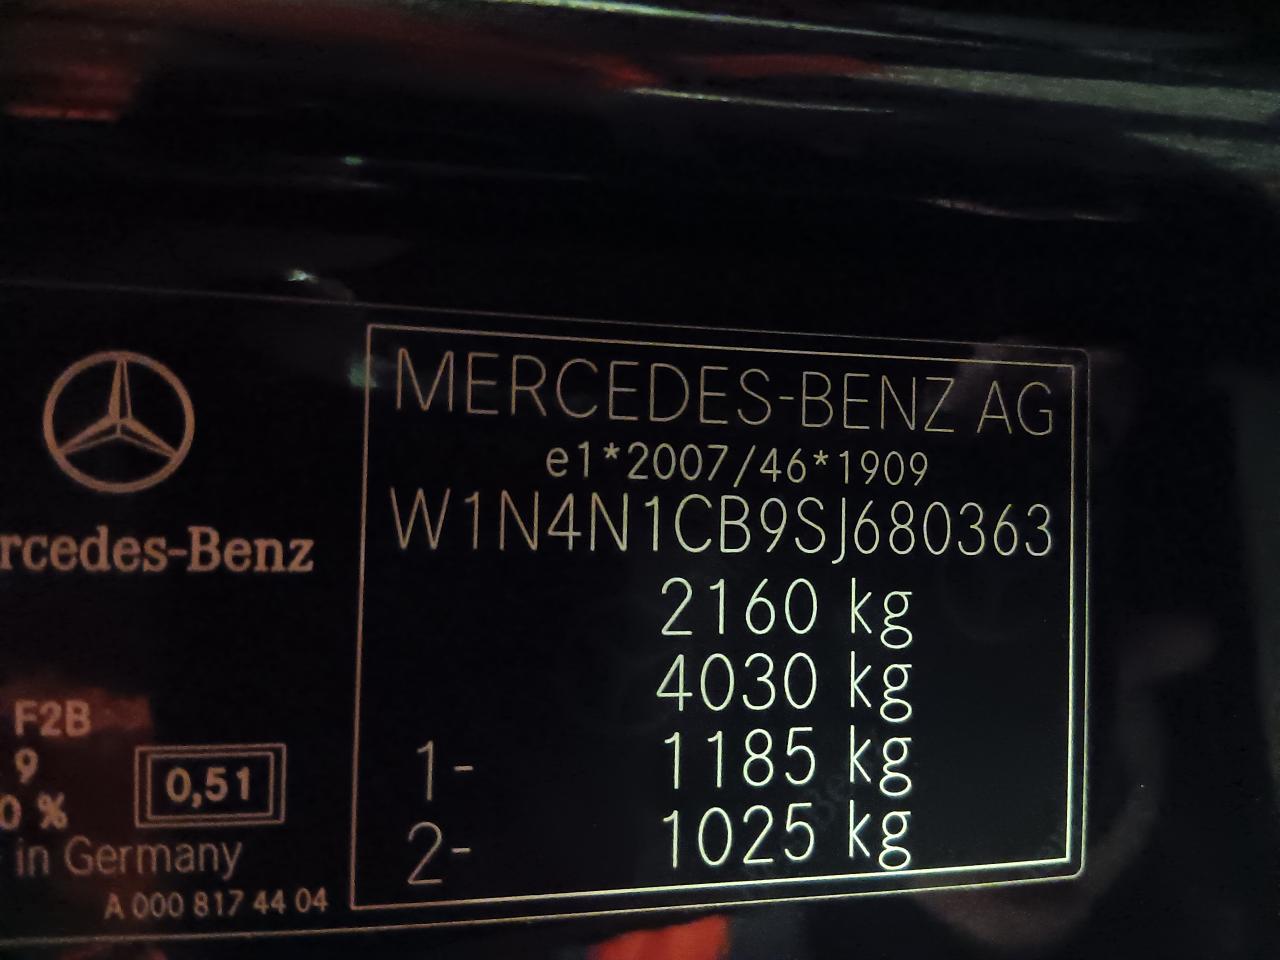 MERCEDES-BENZ AG
e1*2007/46*1909
W1N4N1CB9SJ680363
2160 kg
4030 kg
1- 1185 kg
2- 1025 kg
rcedes-Benz
F2B
9
0 %
0,51
in Germany
A 000 817 44 04